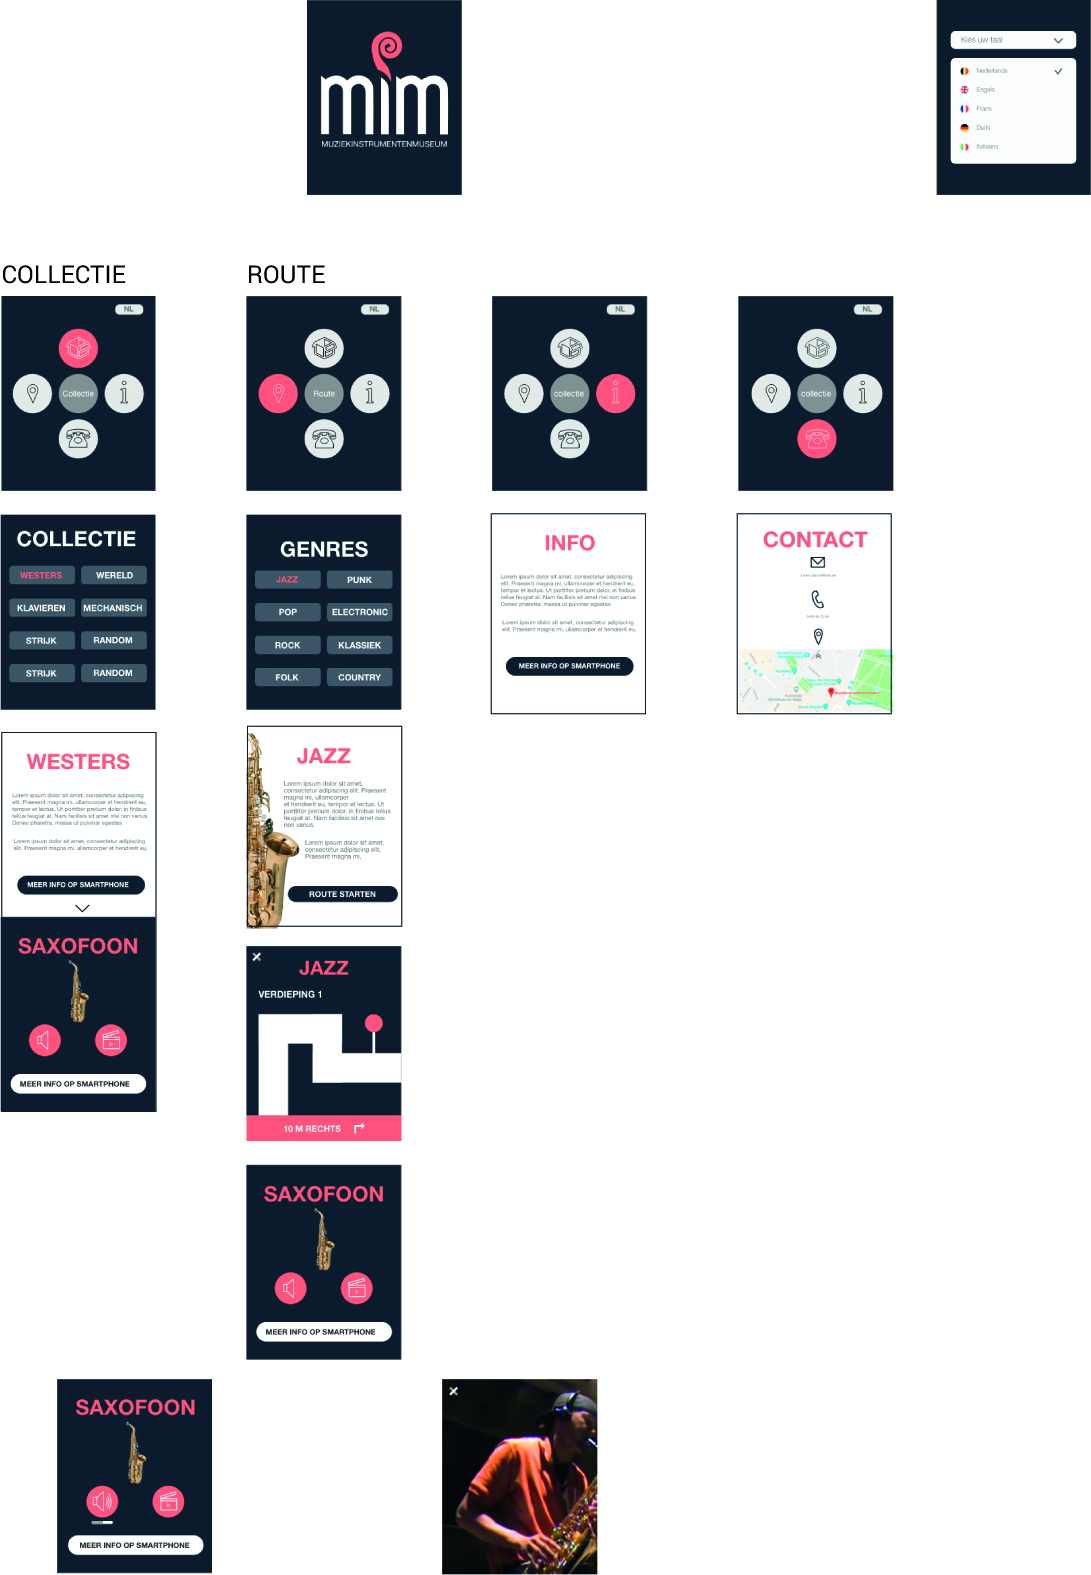 mim
MUZIEKINSTRUMENTENMUSEUM
Kies uw taal
Nederlands
Engels
Frans
Duits
Italiaans
COLLECTIE
ROUTE
NL
Collectie
NL
Route
NL
collectie
NL
collectie
COLLECTIE
WESTERS
WERELD
KLAVIEREN
MECHANISCH
STRIJK
RANDOM
STRIJK
RANDOM
GENRES
JAZZ
PUNK
POP
ELECTRONIC
ROCK
KLASSIEK
FOLK
COUNTRY
INFO
Lorem ipsum dolor sit amet, consectetur adipiscing
elit. Praesent magna mi, ullamcorper et hendrerit eu,
tempor et lectus. Ut porttitor pretium dolor, in finibus
tellus feugiat at. Nam facilisis sit amet nisi non varius.
Donec pharetra, massa ut pulvinar egestas
Lorem ipsum dolor sit amet, consectetur adipiscing
elit. Praesent magna mi, ullamcorper et hendrerit eu,
MEER INFO OP SMARTPHONE
CONTACT
WESTERS
Lorem ipsum dolor sit amet, consectetur adipiscing
elit. Praesent magna mi, ullamcorper et hendrerit eu,
tempor et lectus. Ut porttitor pretium dolor, in finibus
tellus feugiat at. Nam facilisis sit amet nisi non varius.
Donec pharetra, massa ut pulvinar egestas
Lorem ipsum dolor sit amet, consectetur adipiscing
elit. Praesent magna mi, ullamcorper et hendrerit eu,
MEER INFO OP SMARTPHONE
SAXOFOON
MEER INFO OP SMARTPHONE
JAZZ
Lorem ipsum dolor sit amet,
consectetur adipiscing elit. Praesent
magna mi, ullamcorper
et hendrerit eu, tempor et lectus. Ut
porttitor pretium dolor, in finibus tellus
feugiat at. Nam facilisis sit amet nisi
non varius.
Lorem ipsum dolor sit amet,
consectetur adipiscing elit.
Praesent magna mi,
ROUTE STARTEN
JAZZ
VERDIEPING 1
10 M RECHTS
SAXOFOON
MEER INFO OP SMARTPHONE
SAXOFOON
MEER INFO OP SMARTPHONE